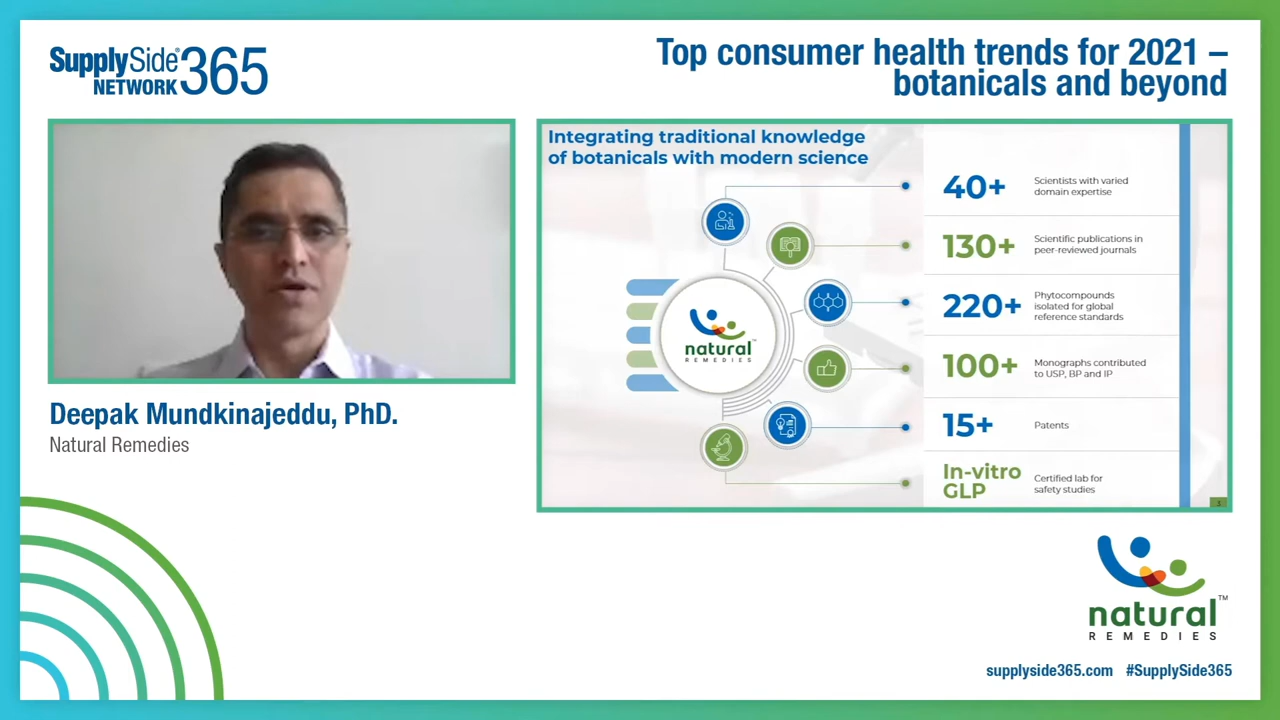 SupplySide® 365
NETWORK
Top consumer health trends for 2021 –
botanicals and beyond
Integrating traditional knowledge
of botanicals with modern science
40+
Scientists with varied
domain expertise
130+
Scientific publications in
peer-reviewed journals
220+
Phytocompounds
isolated for global
reference standards
100+
Monographs contributed
to USP, BP and IP
15+
Patents
In-vitro
GLP
Certified lab for
safety studies
natural™
REMEDIES
Deepak Mundkinajeddu, PhD.
Natural Remedies
natural™
REMEDIES
supplyside365.com #SupplySide365